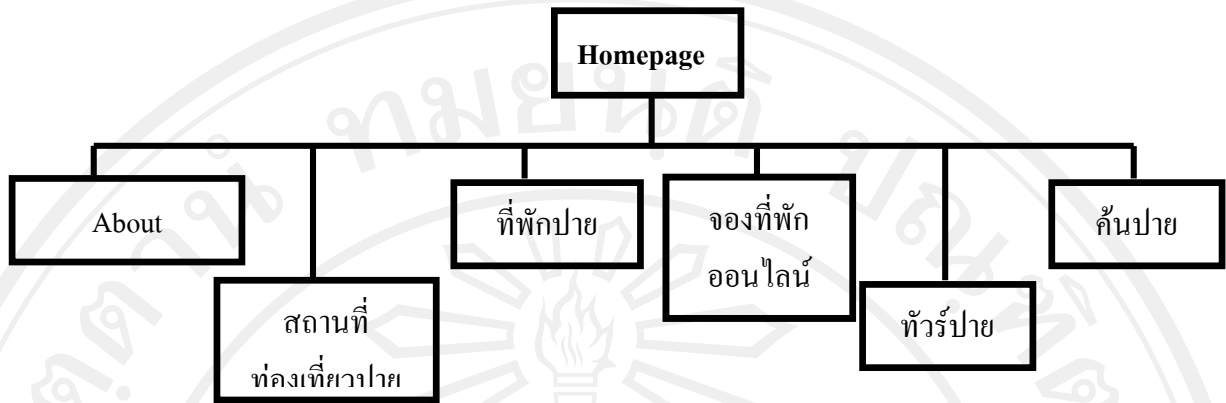 Homepage
About
สถานที่
ท่องเที่ยวปาย
ที่พักปาย
จองที่พัก
ออนไลน์
ทัวร์ปาย
ค้นปาย